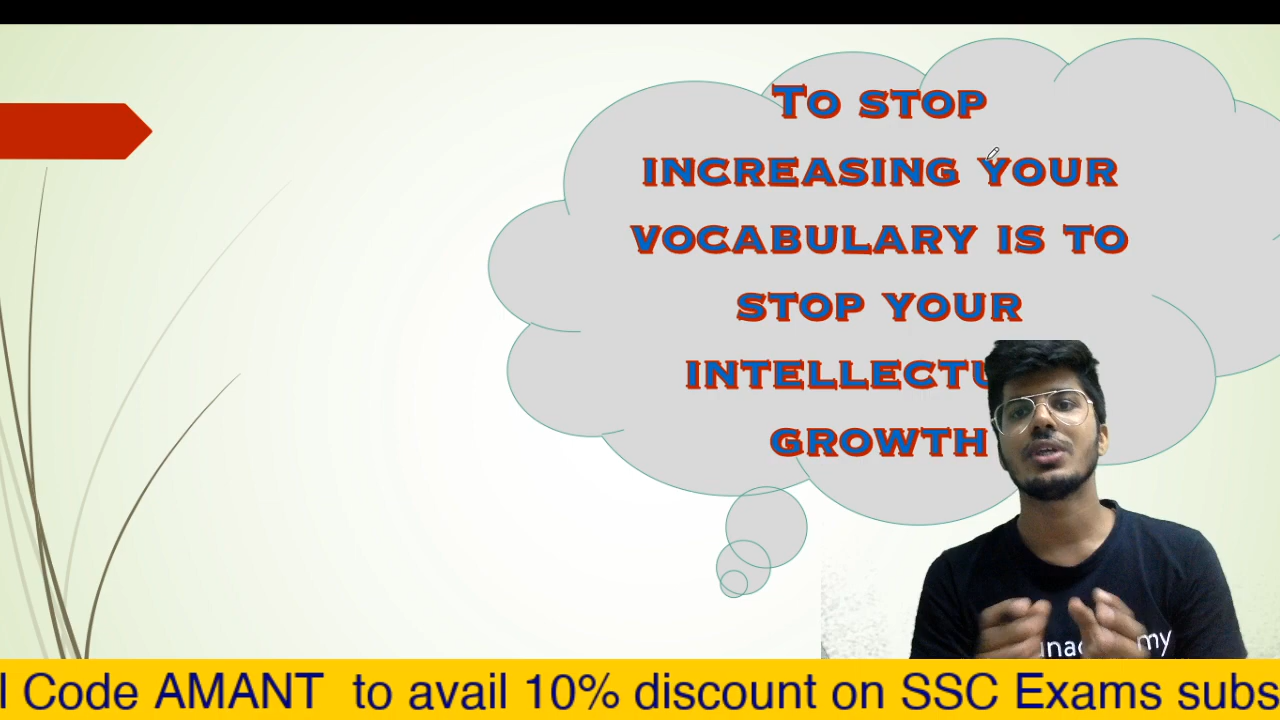 To stop
increasing your
vocabulary is to
stop your
intellectu
growth
l Code AMANT to avail 10% discount on SSC Exams subs